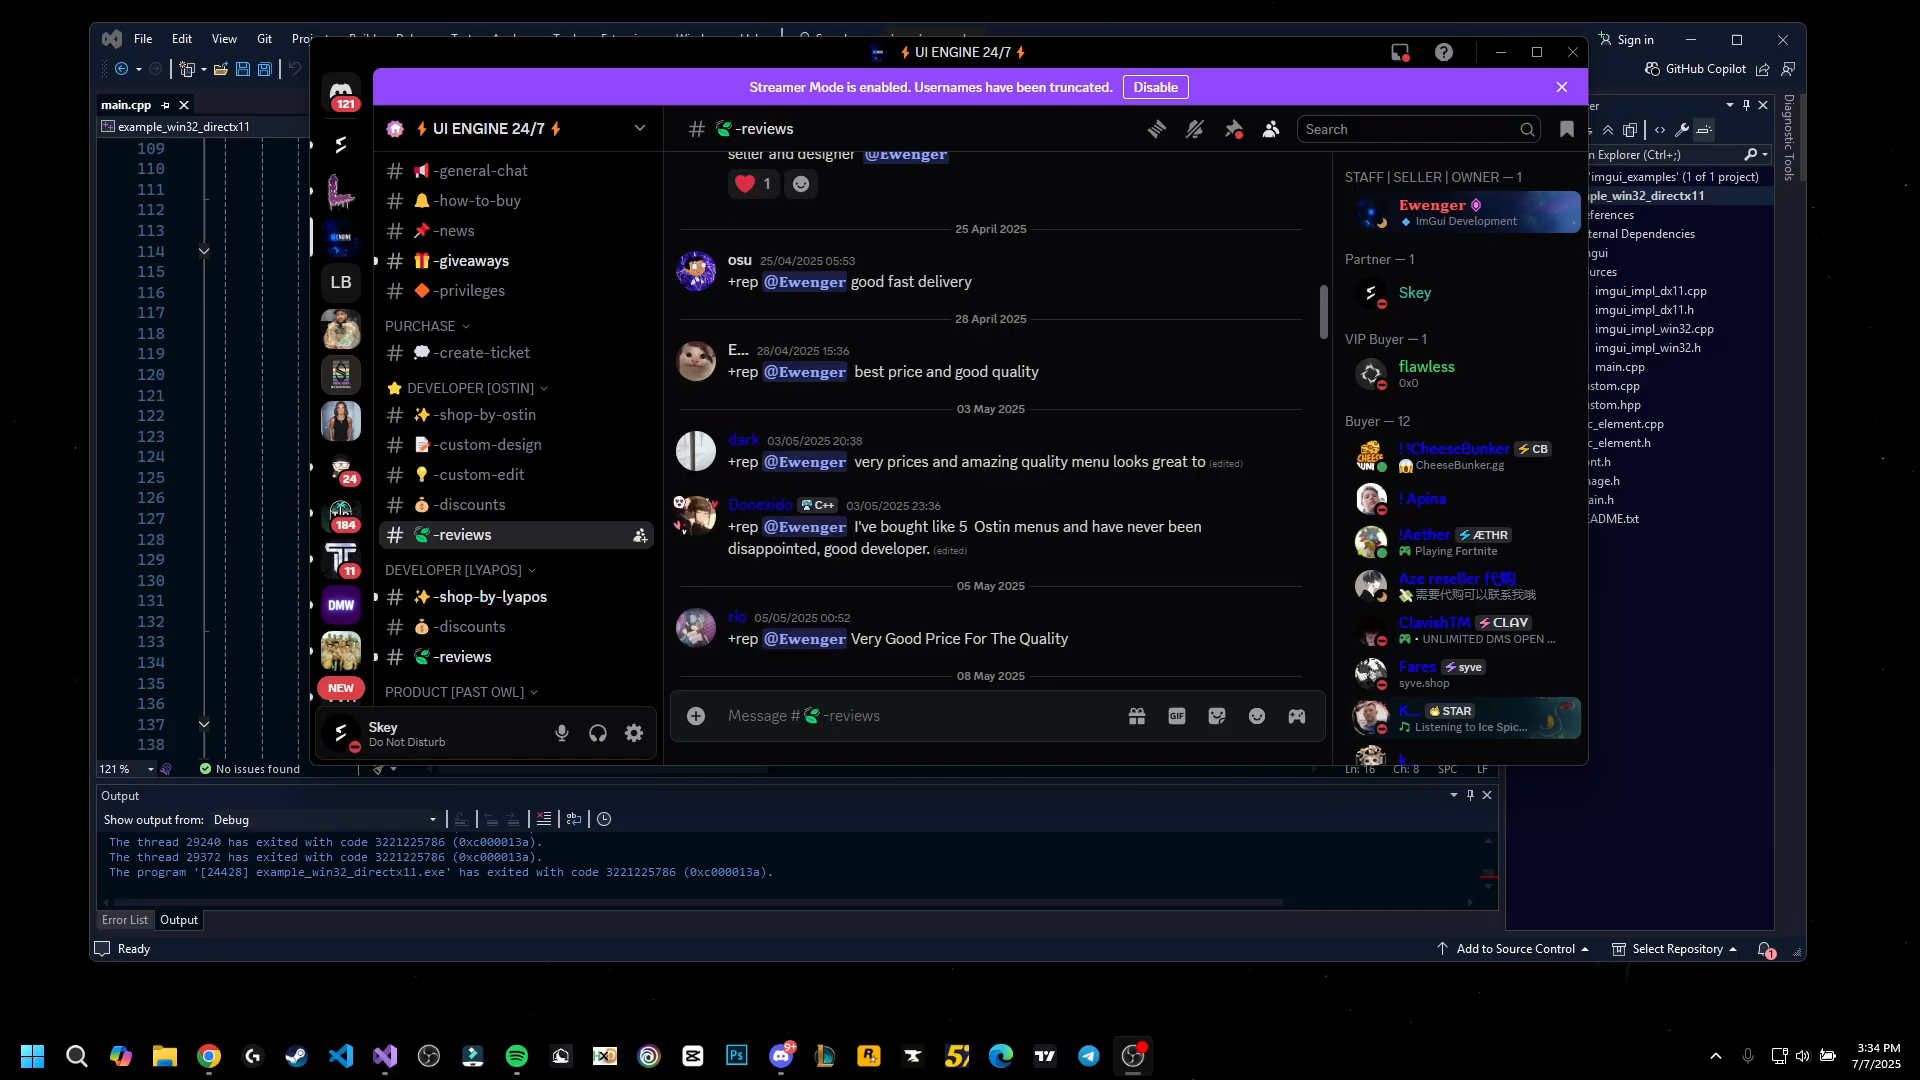 File Edit View Git
Sign in
GitHub Copilot
main.cpp
example_win32_directx11
109
110
111
112
113
114
115
116
117
118
119
120
121
122
123
124
125
126
127
128
129
130
131
132
133
134
135
136
137
138
121 %
No issues found
Ln: 16 Ch: 8 SPC LF
⚡ UI ENGINE 24/7 ⚡
Streamer Mode is enabled. Usernames have been truncated. Disable
121
LB
24
184
11
DMW
NEW
⚡ UI ENGINE 24/7 ⚡
# 📢 -general-chat
# 🔔 -how-to-buy
# 📌 -news
# 🎁 -giveaways
# 🔶 -privileges
PURCHASE
# 💭 -create-ticket
⭐ DEVELOPER [OSTIN]
# ✨ -shop-by-ostin
# 📝 -custom-design
# 💡 -custom-edit
# 💰 -discounts
# 🍃 -reviews
DEVELOPER [LYAPOS]
# ✨ -shop-by-lyapos
# 💰 -discounts
# 🍃 -reviews
PRODUCT [PAST OWL]
Skey
Do Not Disturb
# 🍃 -reviews
Search
seller and designer @Ewenger
❤️ 1
25 April 2025
osu 25/04/2025 05:53
+rep @Ewenger good fast delivery
28 April 2025
E... 28/04/2025 15:36
+rep @Ewenger best price and good quality
03 May 2025
dark 03/05/2025 20:38
+rep @Ewenger very prices and amazing quality menu looks great to (edited)
Donexido C++ 03/05/2025 23:36
+rep @Ewenger I've bought like 5 Ostin menus and have never been
disappointed, good developer. (edited)
05 May 2025
rio 05/05/2025 00:52
+rep @Ewenger Very Good Price For The Quality
08 May 2025
Message # 🍃 -reviews
GIF
STAFF | SELLER | OWNER — 1
Ewenger
ImGui Development
Partner — 1
Skey
VIP Buyer — 1
flawless
0x0
Buyer — 12
! !CheeseBunker CB
😱 CheeseBunker.gg
! Apina
!Aether ÆTHR
Playing Fortnite
Aze reseller 代购
💸 需要代购可以联系我哦
ClavishTM CLAV
• UNLIMITED DMS OPEN ...
Fares syve
syve.shop
K... STAR
Listening to Ice Spic...
k
er
n Explorer (Ctrl+;)
'imgui_examples' (1 of 1 project)
ple_win32_directx11
eferences
ternal Dependencies
gui
urces
imgui_impl_dx11.cpp
imgui_impl_dx11.h
imgui_impl_win32.cpp
imgui_impl_win32.h
main.cpp
stom.cpp
stom.hpp
c_element.cpp
c_element.h
nt.h
age.h
in.h
EADME.txt
Diagnostic Tools
Output
Show output from: Debug
The thread 29240 has exited with code 3221225786 (0xc000013a).
The thread 29372 has exited with code 3221225786 (0xc000013a).
The program '[24428] example_win32_directx11.exe' has exited with code 3221225786 (0xc000013a).
Error List Output
Ready
Add to Source Control Select Repository 1
Ps
9+
3:34 PM
7/7/2025